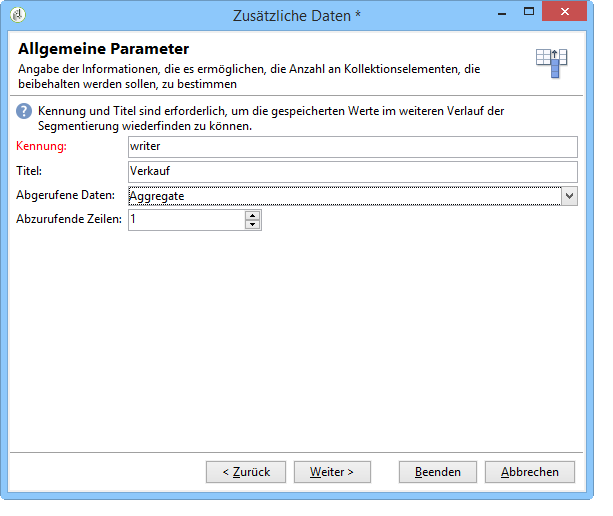 Zusätzliche Daten *
Allgemeine Parameter
Angabe der Informationen, die es ermöglichen, die Anzahl an Kollektionselementen, die
beibehalten werden sollen, zu bestimmen
Kennung und Titel sind erforderlich, um die gespeicherten Werte im weiteren Verlauf der
Segmentierung wiederfinden zu können.
Kennung: writer
Titel: Verkauf
Abgerufene Daten: Aggregate
Abzurufende Zeilen: 1
< Zurück Weiter > Beenden Abbrechen